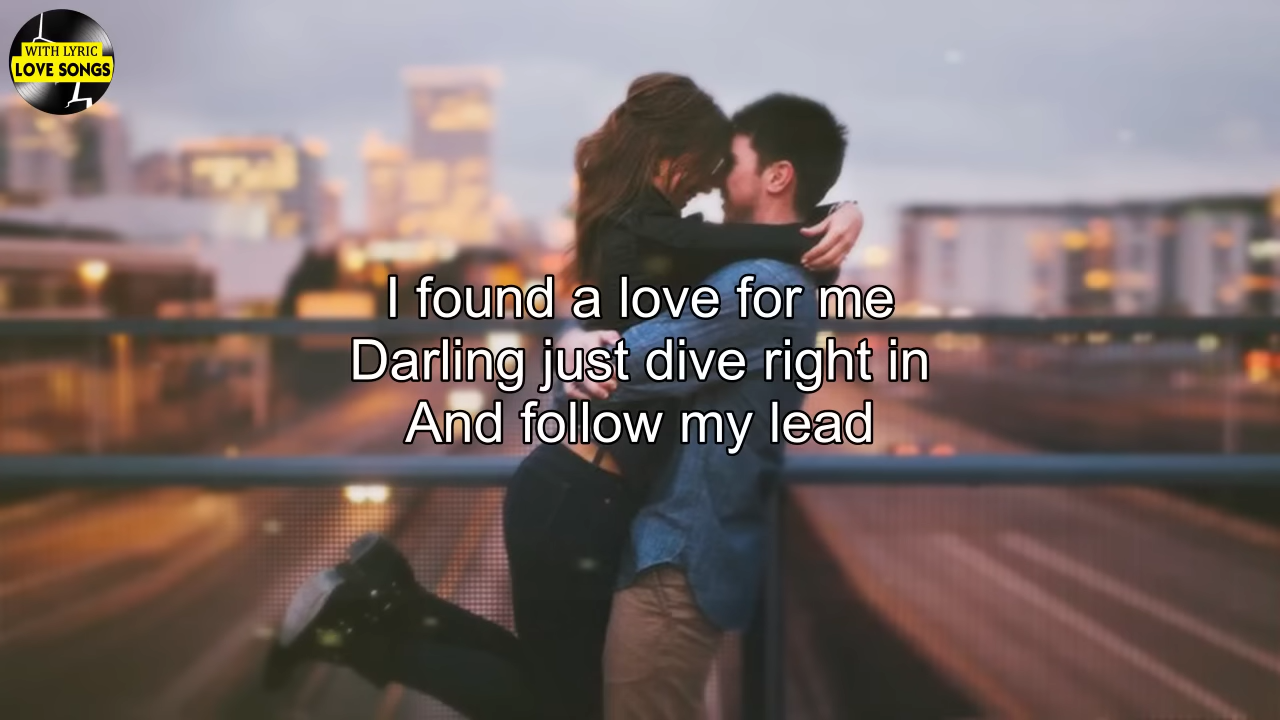 WITH LYRIC
LOVE SONGS
I found a love for me
Darling just dive right in
And follow my lead